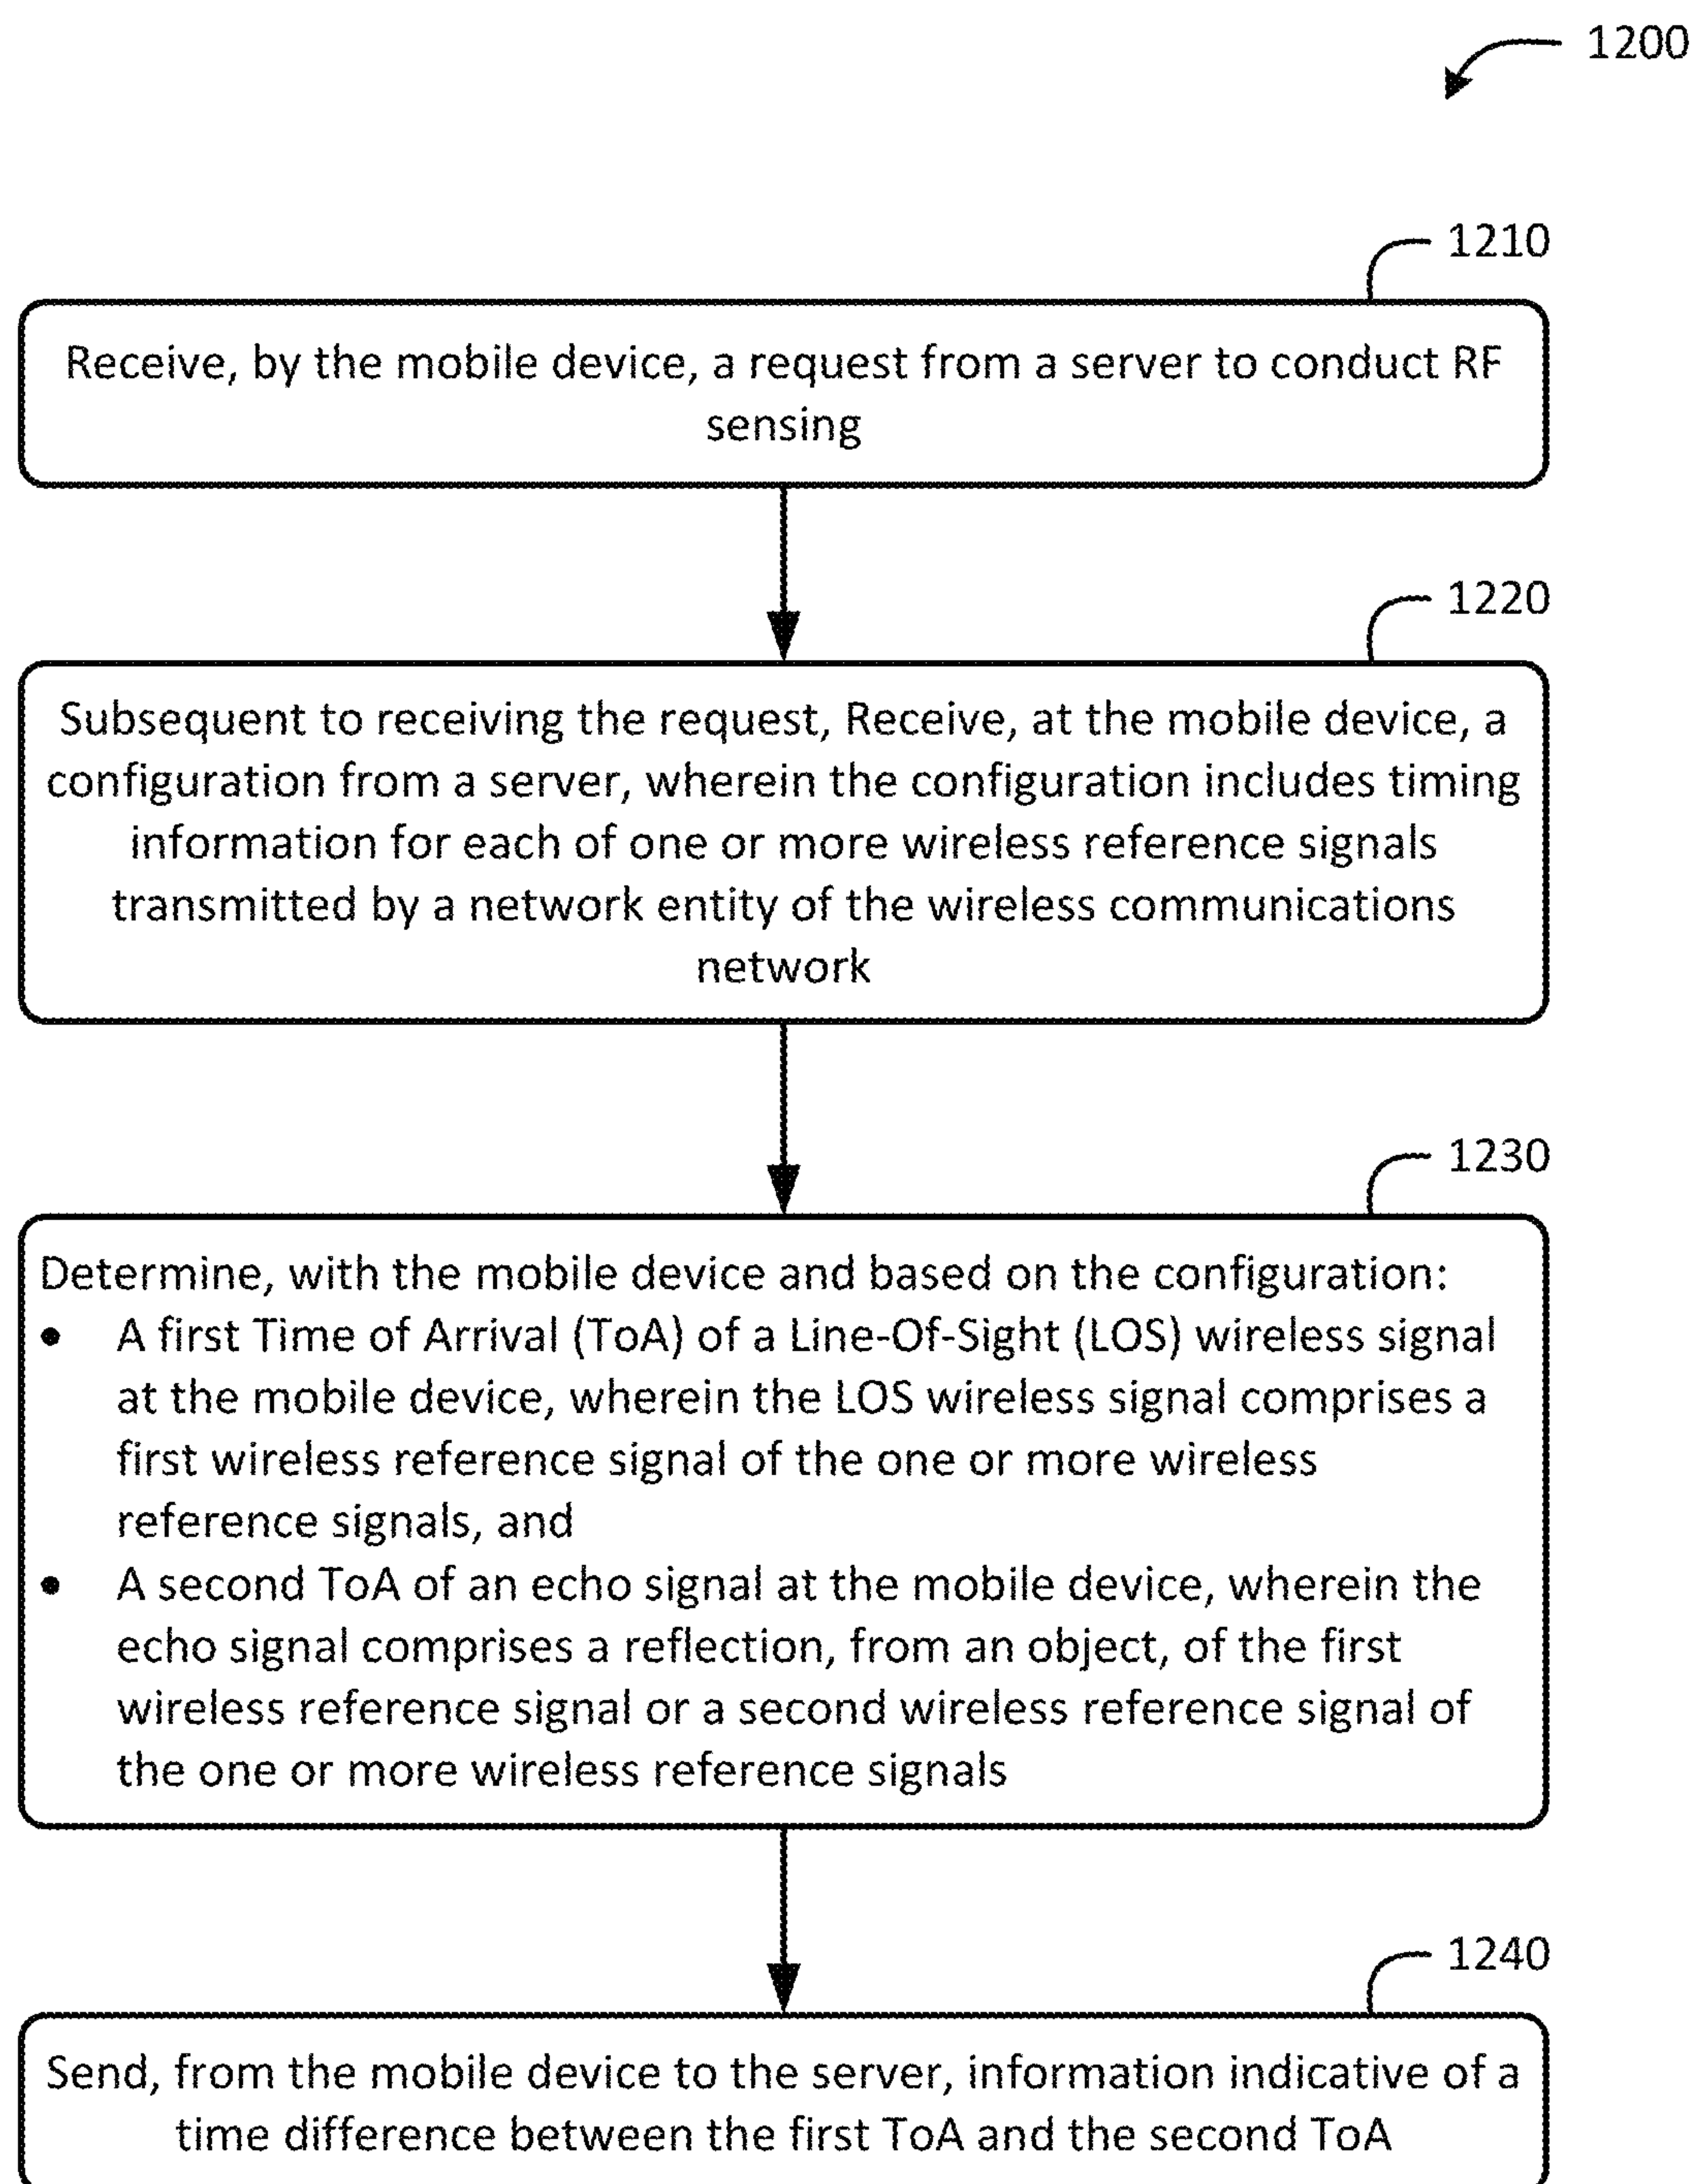 1200
1210
Receive, by the mobile device, a request from a server to conduct RF
sensing
1220
Subsequent to receiving the request, Receive, at the mobile device, a
configuration from a server, wherein the configuration includes timing
information for each of one or more wireless reference signals
transmitted by a network entity of the wireless communications
network
1230
Determine, with the mobile device and based on the configuration:
• A first Time of Arrival (ToA) of a Line-Of-Sight (LOS) wireless signal
at the mobile device, wherein the LOS wireless signal comprises a
first wireless reference signal of the one or more wireless
reference signals, and
• A second ToA of an echo signal at the mobile device, wherein the
echo signal comprises a reflection, from an object, of the first
wireless reference signal or a second wireless reference signal of
the one or more wireless reference signals
1240
Send, from the mobile device to the server, information indicative of a
time difference between the first ToA and the second ToA